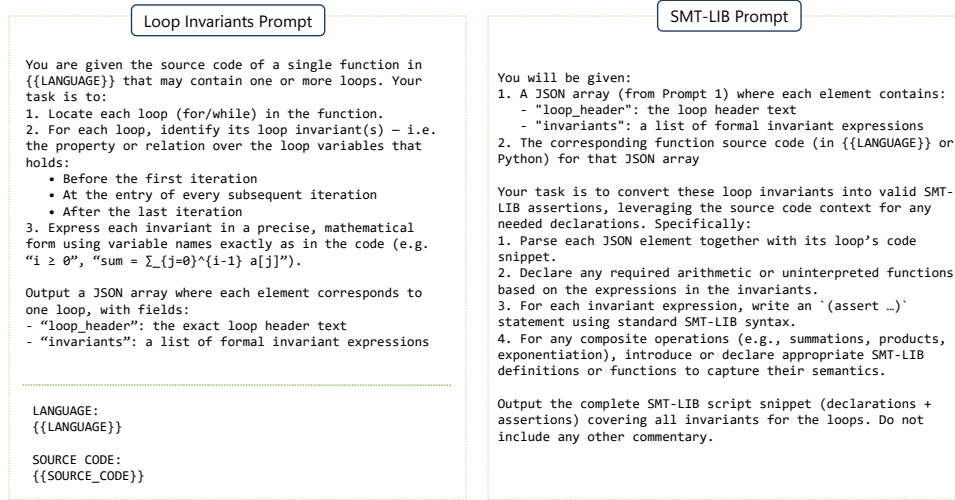 Loop Invariants Prompt
You are given the source code of a single function in
{{LANGUAGE}} that may contain one or more loops. Your
task is to:
1. Locate each loop (for/while) in the function.
2. For each loop, identify its loop invariant(s) — i.e.
the property or relation over the loop variables that
holds:
• Before the first iteration
• At the entry of every subsequent iteration
• After the last iteration
3. Express each invariant in a precise, mathematical
form using variable names exactly as in the code (e.g.
“i ≥ 0”, “sum = ∑_{j=0}^{i-1} a[j]”).
Output a JSON array where each element corresponds to
one loop, with fields:
- “loop_header”: the exact loop header text
- “invariants”: a list of formal invariant expressions
LANGUAGE:
{{LANGUAGE}}
SOURCE CODE:
{{SOURCE_CODE}}
SMT-LIB Prompt
You will be given:
1. A JSON array (from Prompt 1) where each element contains:
- "loop_header": the loop header text
- "invariants": a list of formal invariant expressions
2. The corresponding function source code (in {{LANGUAGE}} or
Python) for that JSON array
Your task is to convert these loop invariants into valid SMT-
LIB assertions, leveraging the source code context for any
needed declarations. Specifically:
1. Parse each JSON element together with its loop’s code
snippet.
2. Declare any required arithmetic or uninterpreted functions
based on the expressions in the invariants.
3. For each invariant expression, write an `(assert …)`
statement using standard SMT-LIB syntax.
4. For any composite operations (e.g., summations, products,
exponentiation), introduce or declare appropriate SMT-LIB
definitions or functions to capture their semantics.
Output the complete SMT-LIB script snippet (declarations +
assertions) covering all invariants for the loops. Do not
include any other commentary.